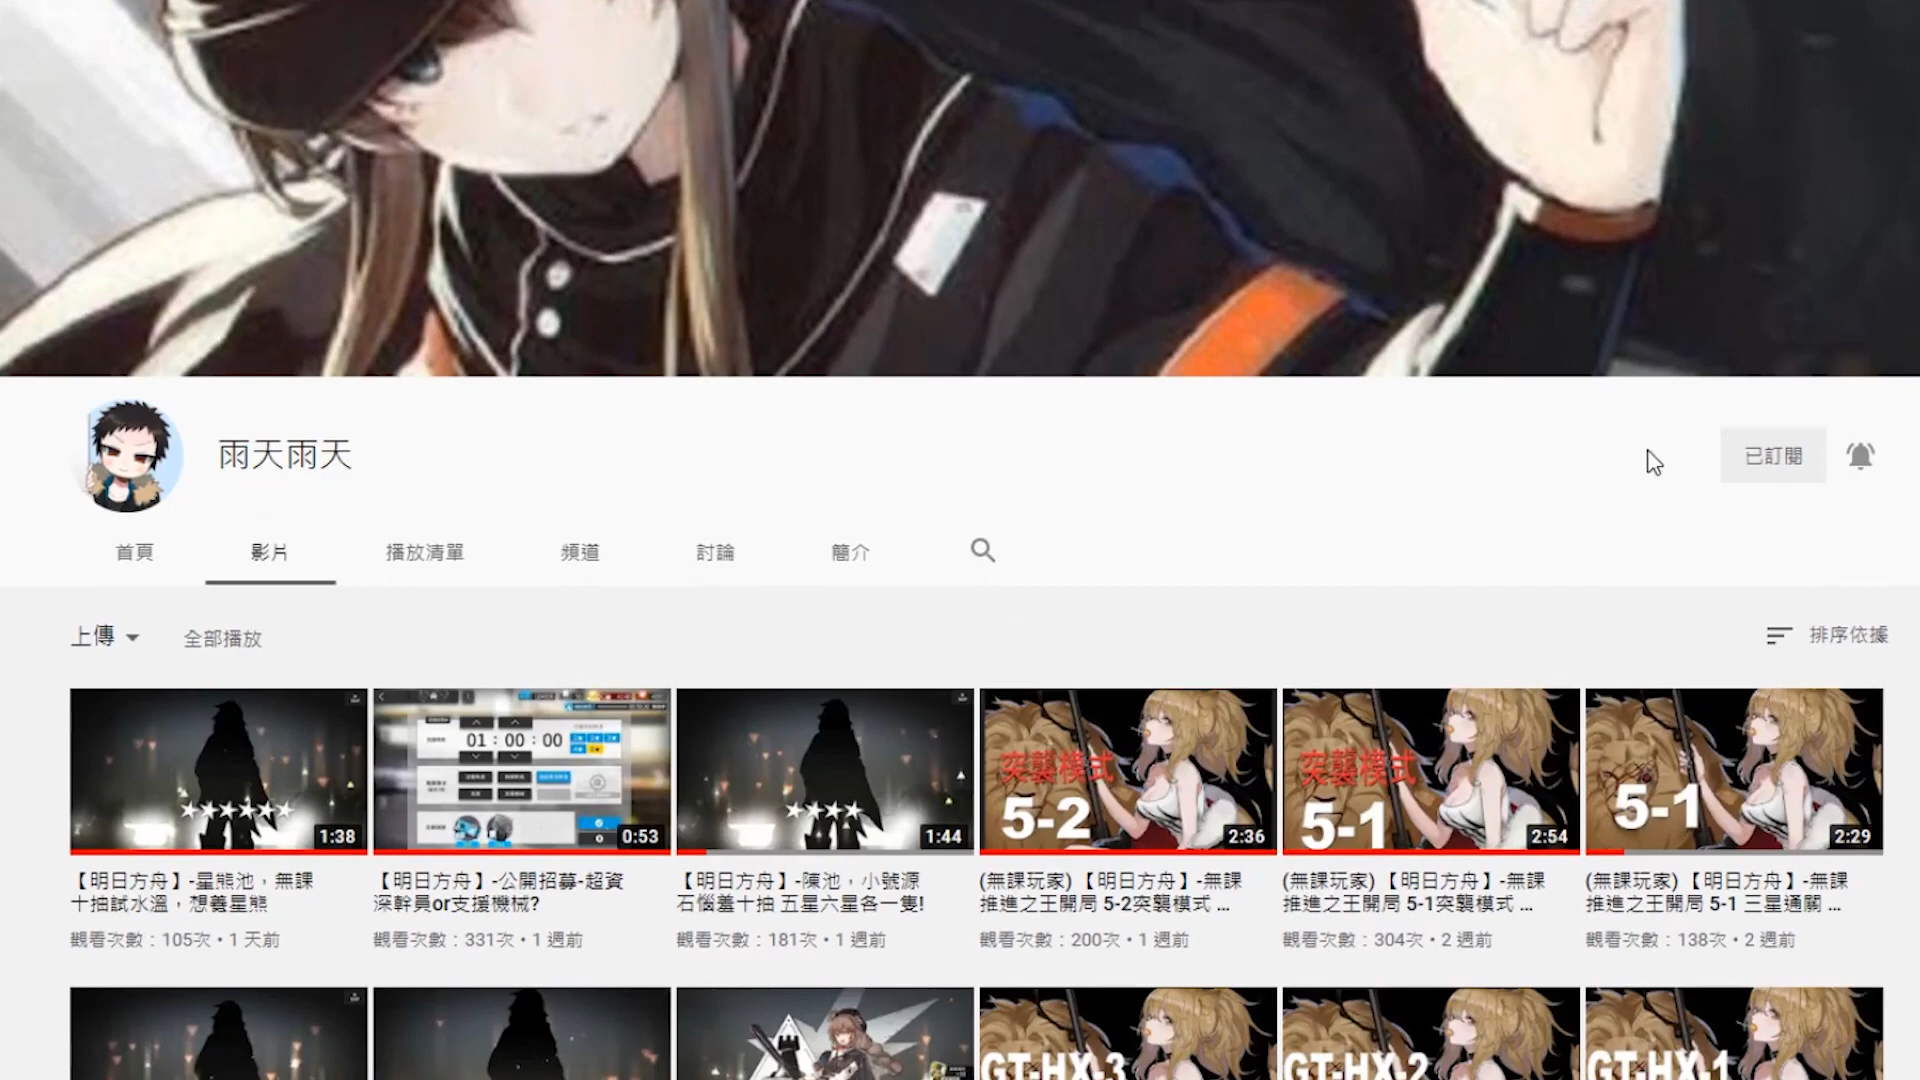 雨天雨天
已訂閱
首頁
影片
播放清單
頻道
討論
簡介
上傳
全部播放
排序依據
★★★★★★
1:38
01:00:00
0:53
★★★★
1:44
突襲模式
5-2
2:36
突襲模式
5-1
2:54
5-1
2:29
【明日方舟】-星熊池，無課
十抽試水溫，想養星熊
觀看次數：105次 • 1 天前
【明日方舟】-公開招募-超資
深幹員or支援機械?
觀看次數：331次 • 1 週前
【明日方舟】-陳池，小號源
石惱羞十抽 五星六星各一隻!
觀看次數：181次 • 1 週前
(無課玩家) 【明日方舟】-無課
推進之王開局 5-2突襲模式 ...
觀看次數：200次 • 1 週前
(無課玩家) 【明日方舟】-無課
推進之王開局 5-1突襲模式 ...
觀看次數：304次 • 2 週前
(無課玩家) 【明日方舟】-無課
推進之王開局 5-1 三星通關 ...
觀看次數：138次 • 2 週前
GT-HX-3
GT-HX-2
GT-HX-1